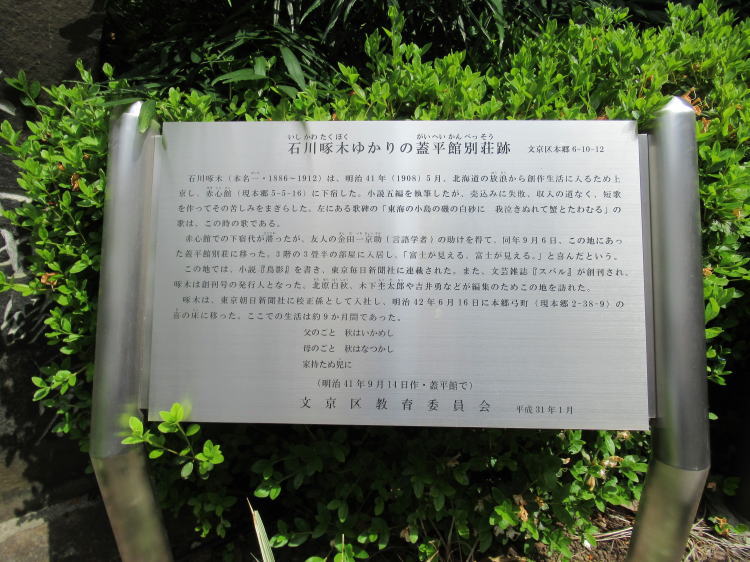 石川啄木ゆかりの蓋平館別荘跡 文京区本郷6-10-12
石川啄木（本名一・1886～1912）は、明治41年（1908）5月、北海道の放浪から創作生活に入るため上
京し、赤心館（現本郷5-5-16）に下宿した。小説五編を執筆したが、売込みに失敗、収入の道なく、短歌
を作ってその苦しみをまぎらした。左にある歌碑の「東海の小島の磯の白砂に 我泣きぬれて蟹とたわむる」の
歌は、この時の歌である。
赤心館での下宿代が滞ったが、友人の金田一京助（言語学者）の助けを得て、同年9月6日、この地にあっ
た蓋平館別荘に移った。3階の3畳半の部屋に入居し、「富士が見える、富士が見える。」と喜んだという。
この地では、小説『鳥影』を書き、東京毎日新聞社に連載された。また、文芸雑誌『スバル』が創刊され、
啄木は創刊号の発行人となった。北原白秋、木下杢太郎や吉井勇などが編集のためこの地を訪れた。
啄木は、東京朝日新聞社に校正係として入社し、明治42年6月16日に本郷弓町（現本郷2-38-9）の
喜の床に移った。ここでの生活は約9か月間であった。
父のごと 秋はいかめし
母のごと 秋はなつかし
家持たぬ児に
（明治41年9月14日作・蓋平館で）
文京区教育委員会 平成31年1月